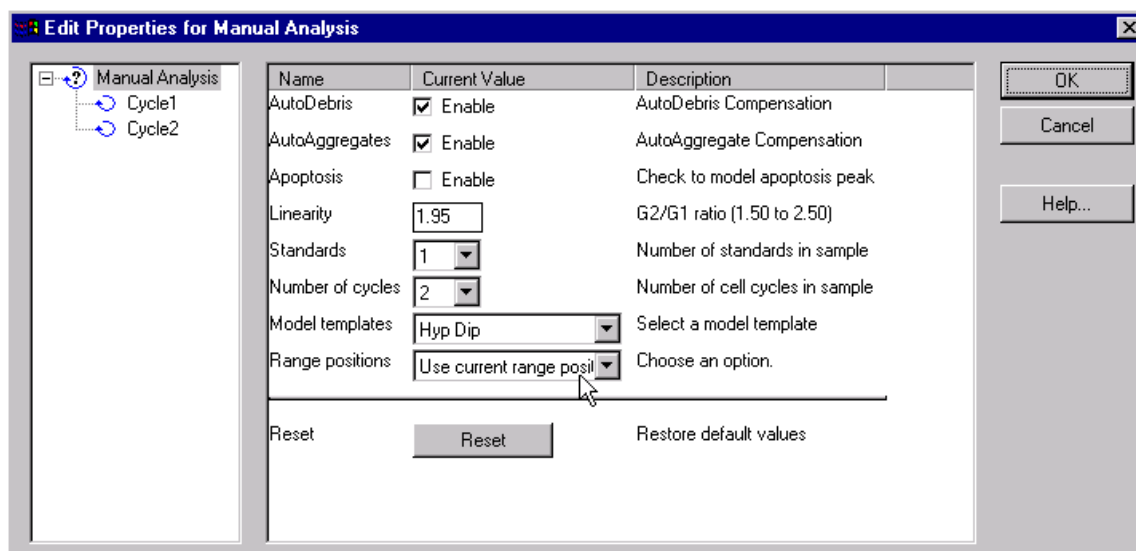 Edit Properties for Manual Analysis
Manual Analysis
Cycle1
Cycle2
Name Current Value Description
AutoDebris Enable AutoDebris Compensation
AutoAggregates Enable AutoAggregate Compensation
Apoptosis Enable Check to model apoptosis peak
Linearity 1.95 G2/G1 ratio (1.50 to 2.50)
Standards 1 Number of standards in sample
Number of cycles 2 Number of cell cycles in sample
Model templates Hyp Dip Select a model template
Range positions Use current range posit Choose an option.
Reset Reset Restore default values
OK
Cancel
Help...